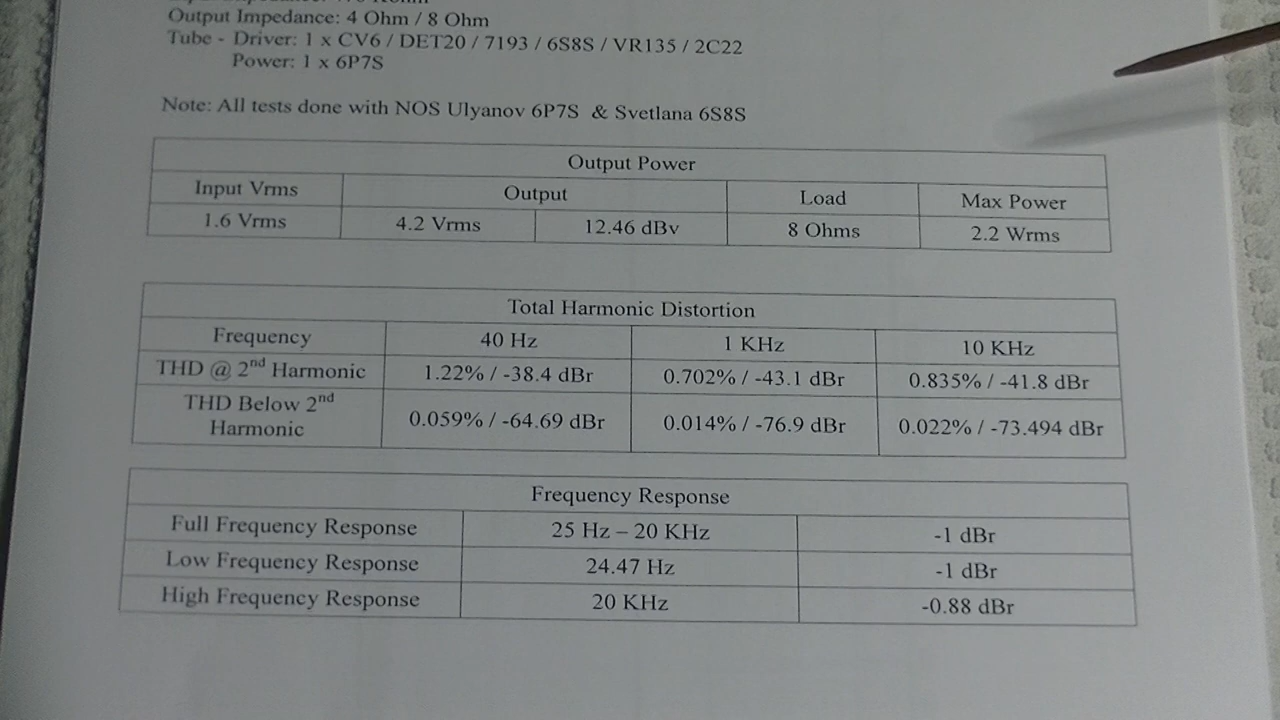 Output Impedance: 4 Ohm / 8 Ohm
Tube - Driver: 1 x CV6 / DET20 / 7193 / 6S8S / VR135 / 2C22
Power: 1 x 6P7S
Note: All tests done with NOS Ulyanov 6P7S & Svetlana 6S8S
Output Power
Input Vrms Output Load Max Power
1.6 Vrms 4.2 Vrms 12.46 dBv 8 Ohms 2.2 Wrms
Total Harmonic Distortion
Frequency 40 Hz 1 KHz 10 KHz
THD @ 2nd Harmonic 1.22% / -38.4 dBr 0.702% / -43.1 dBr 0.835% / -41.8 dBr
THD Below 2nd
Harmonic 0.059% / -64.69 dBr 0.014% / -76.9 dBr 0.022% / -73.494 dBr
Frequency Response
Full Frequency Response 25 Hz – 20 KHz -1 dBr
Low Frequency Response 24.47 Hz -1 dBr
High Frequency Response 20 KHz -0.88 dBr